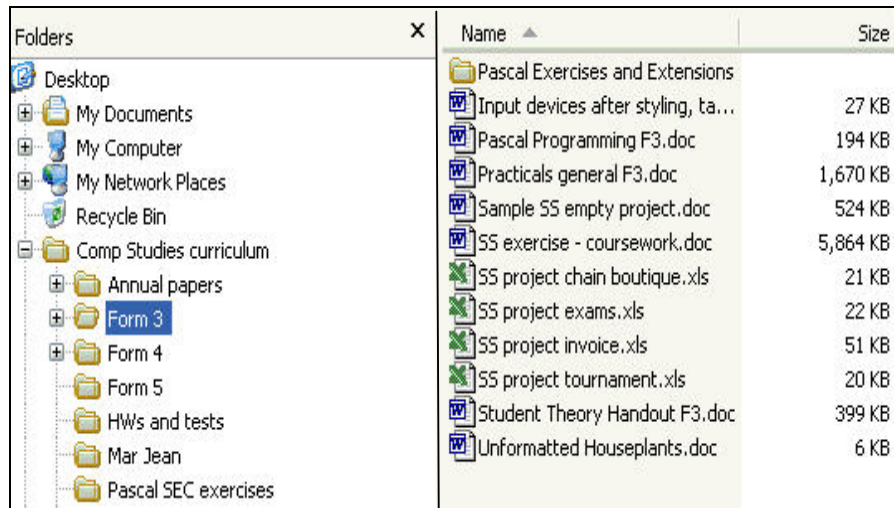 Folders X
Desktop
My Documents
My Computer
My Network Places
Recycle Bin
Comp Studies curriculum
Annual papers
Form 3
Form 4
Form 5
HWs and tests
Mar Jean
Pascal SEC exercises
Name Size
Pascal Exercises and Extensions
Input devices after styling, ta... 27 KB
Pascal Programming F3.doc 194 KB
Practicals general F3.doc 1,670 KB
Sample SS empty project.doc 524 KB
SS exercise - coursework.doc 5,864 KB
SS project chain boutique.xls 21 KB
SS project exams.xls 22 KB
SS project invoice.xls 51 KB
SS project tournament.xls 20 KB
Student Theory Handout F3.doc 399 KB
Unformatted Houseplants.doc 6 KB